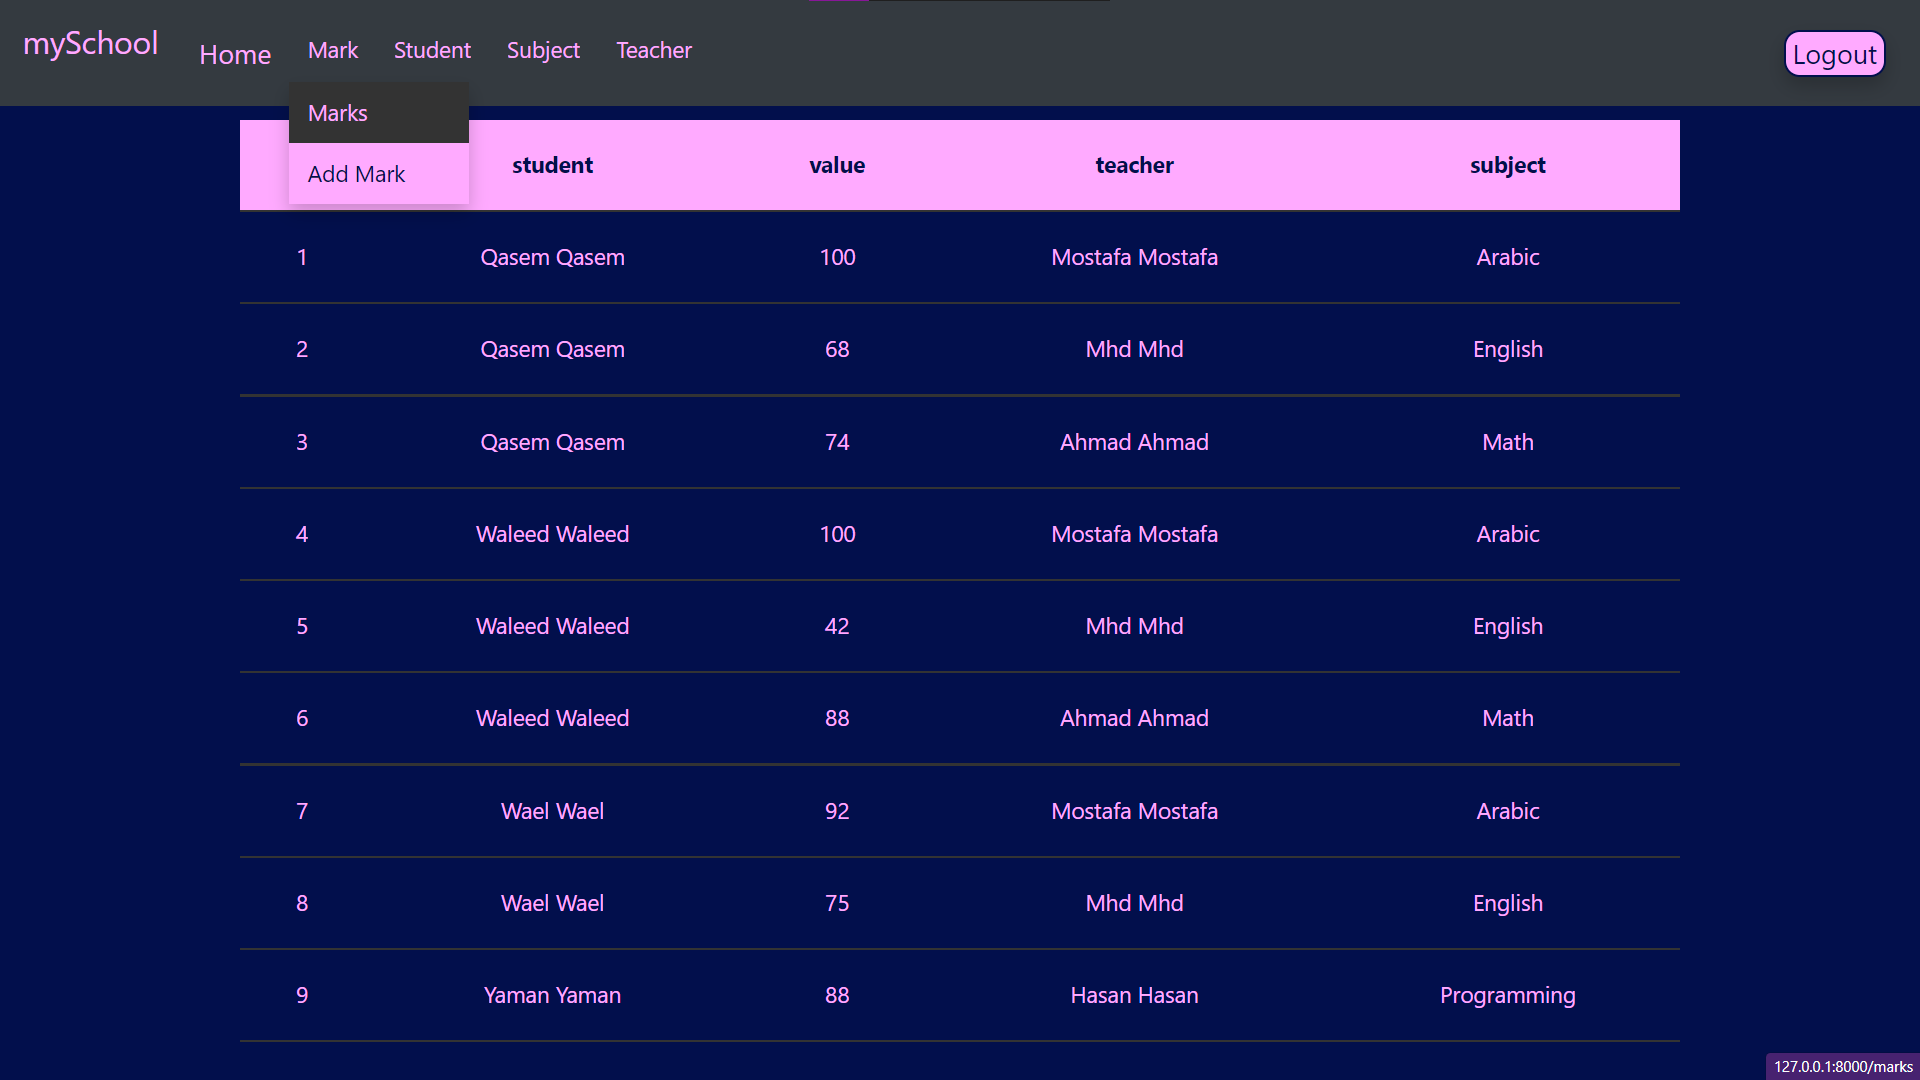 mySchool Home Mark Student Subject Teacher Logout
Marks
Add Mark
student value teacher subject
1 Qasem Qasem 100 Mostafa Mostafa Arabic
2 Qasem Qasem 68 Mhd Mhd English
3 Qasem Qasem 74 Ahmad Ahmad Math
4 Waleed Waleed 100 Mostafa Mostafa Arabic
5 Waleed Waleed 42 Mhd Mhd English
6 Waleed Waleed 88 Ahmad Ahmad Math
7 Wael Wael 92 Mostafa Mostafa Arabic
8 Wael Wael 75 Mhd Mhd English
9 Yaman Yaman 88 Hasan Hasan Programming
127.0.0.1:8000/marks